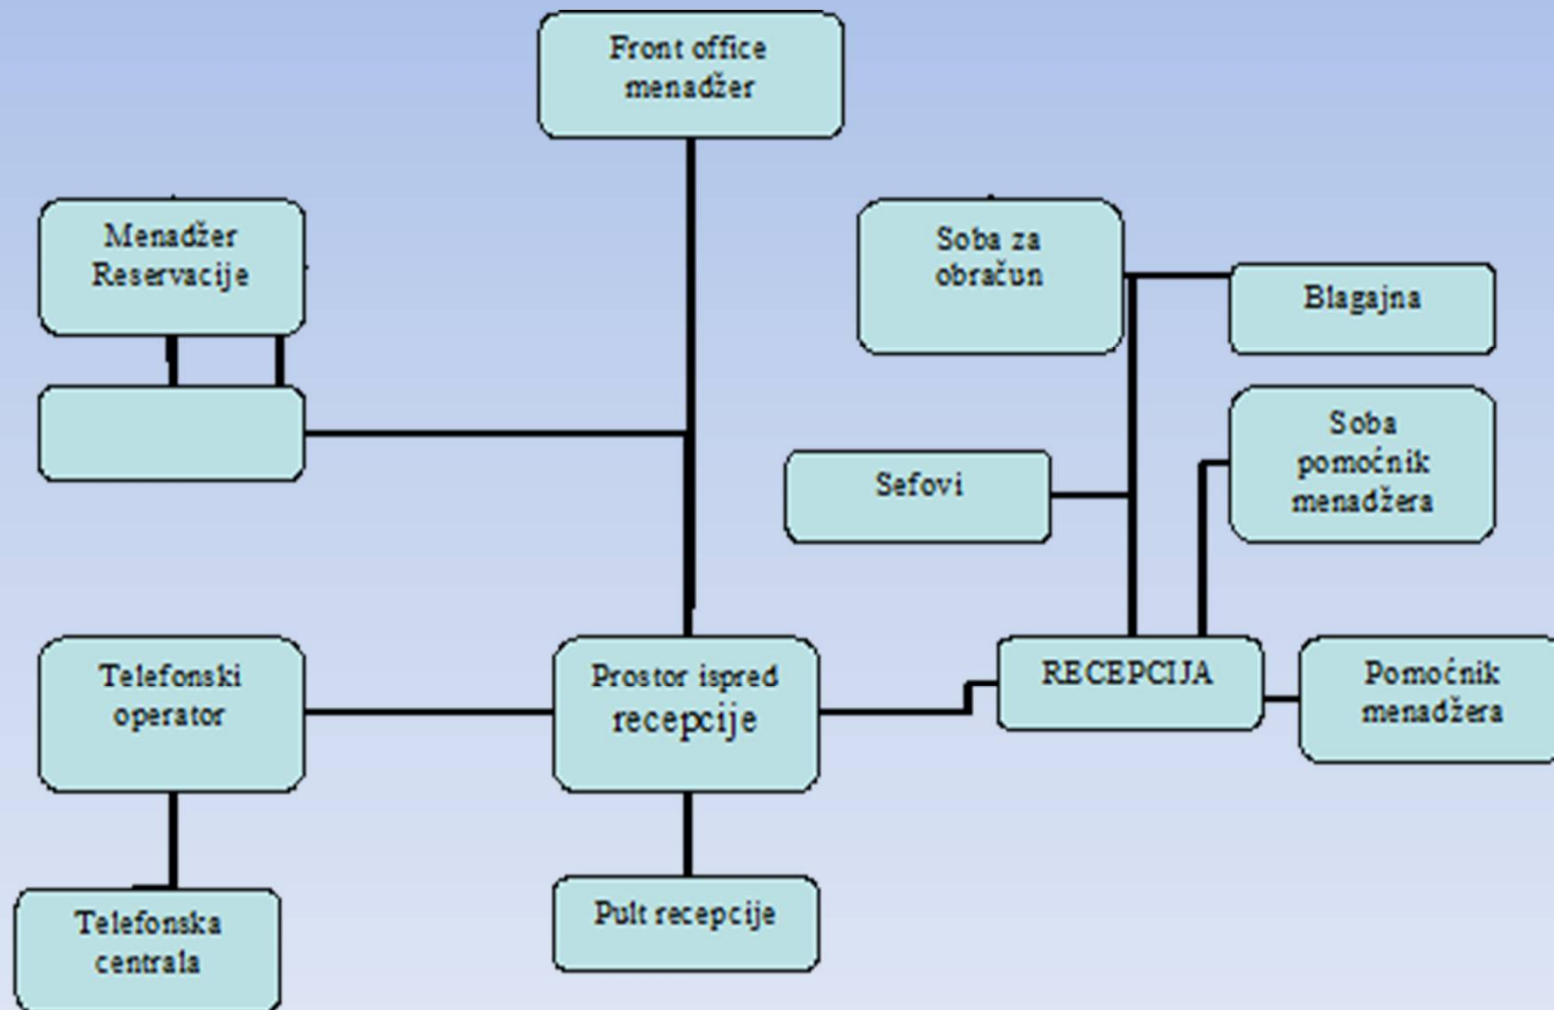 Front office
menadžer
Menadžer
Reservacije
Soba za
obračun
Blagajna
Soba
pomoćnik
menadžera
Sefovi
Telefonski
operator
Prostor ispred
recepcije
RECEPCIJA
Pomoćnik
menadžera
Telefonska
centrala
Pult recepcije